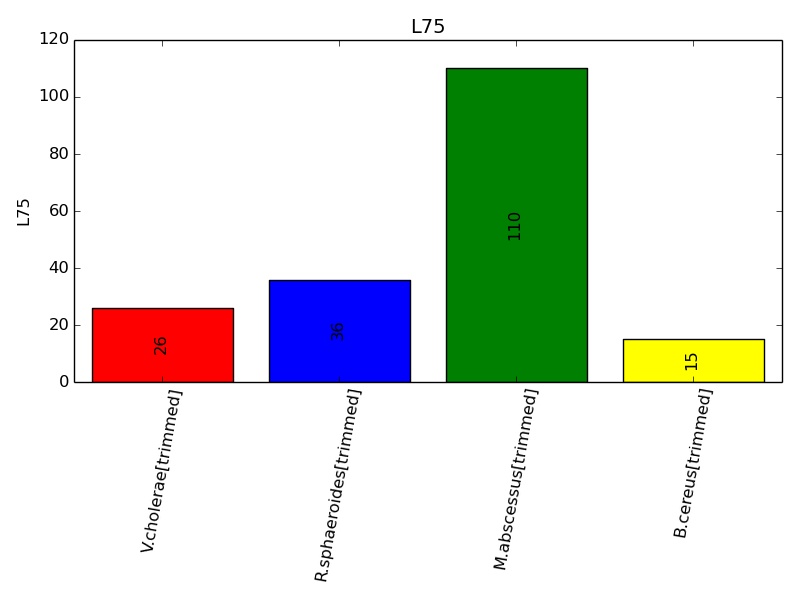 L75
120
100
80
60
40
20
0
L75
26
36
110
15
V.cholerae[trimmed]
R.sphaeroides[trimmed]
M.abscessus[trimmed]
B.cereus[trimmed]